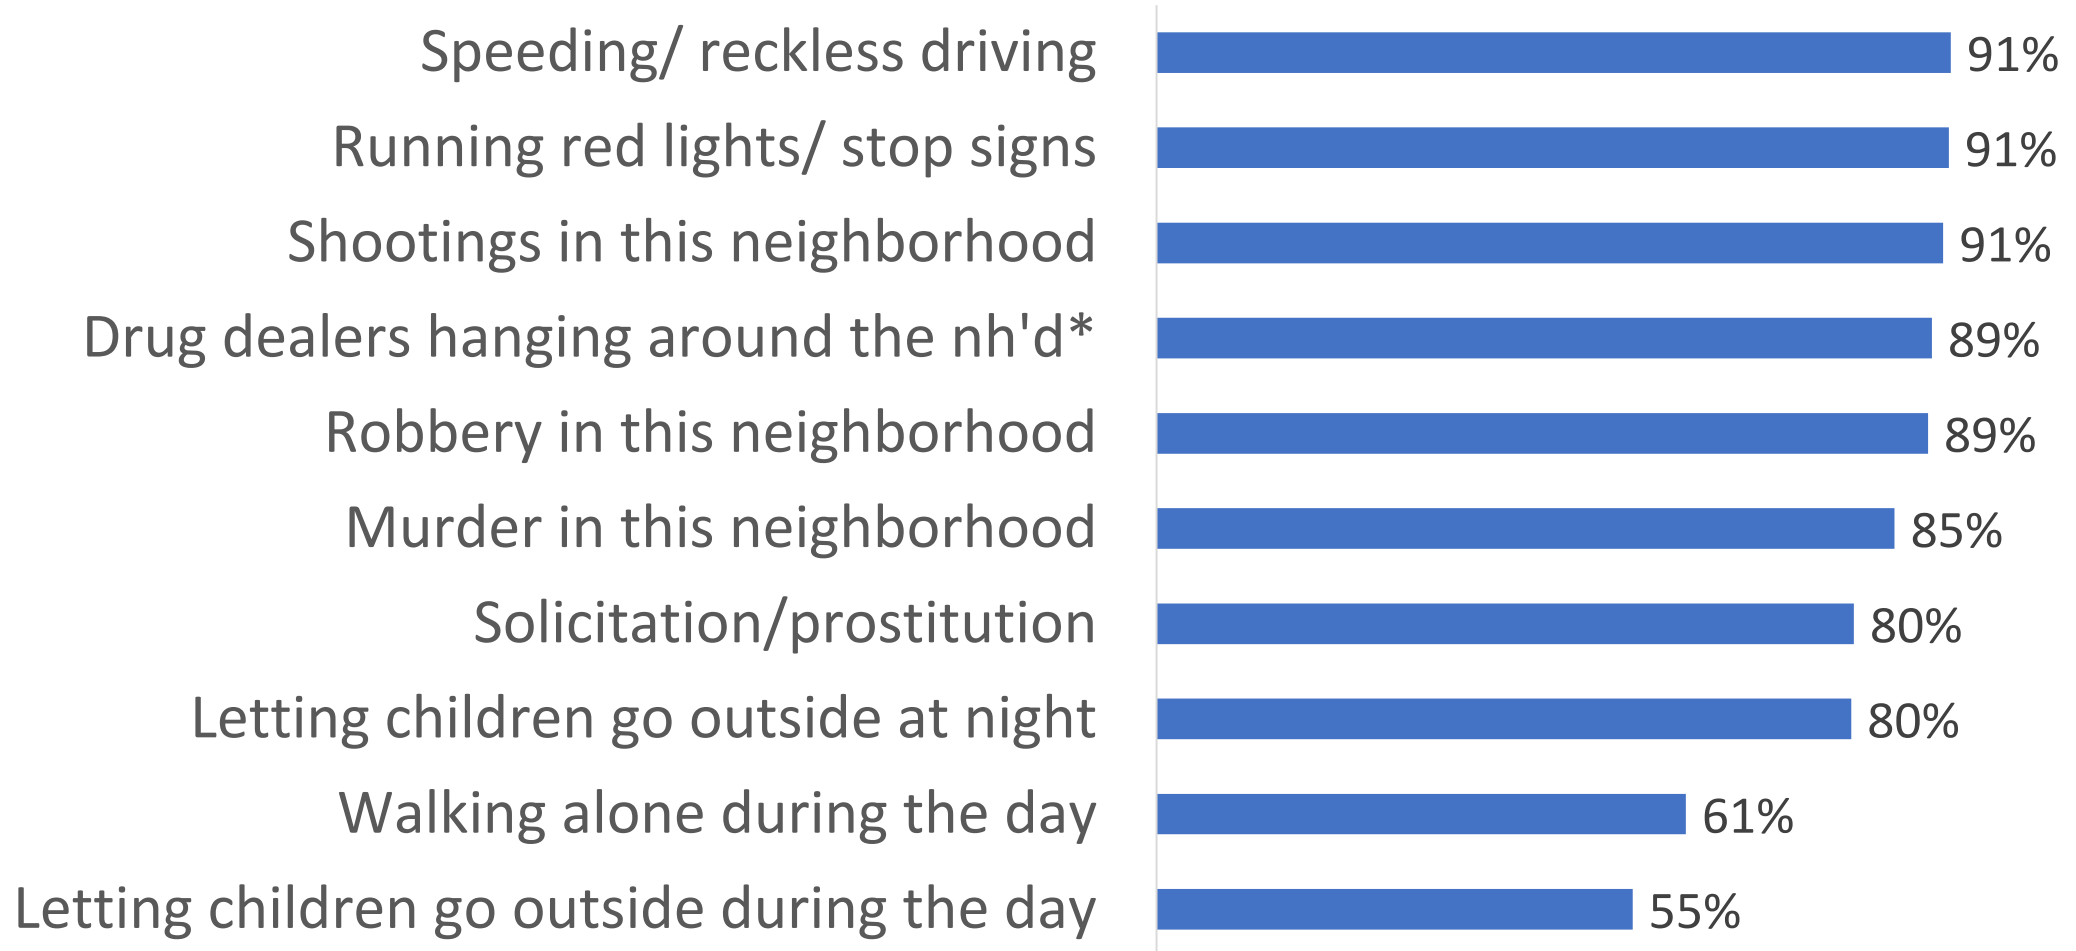 Speeding/ reckless driving 91%
Running red lights/ stop signs 91%
Shootings in this neighborhood 91%
Drug dealers hanging around the nh'd* 89%
Robbery in this neighborhood 89%
Murder in this neighborhood 85%
Solicitation/prostitution 80%
Letting children go outside at night 80%
Walking alone during the day 61%
Letting children go outside during the day 55%